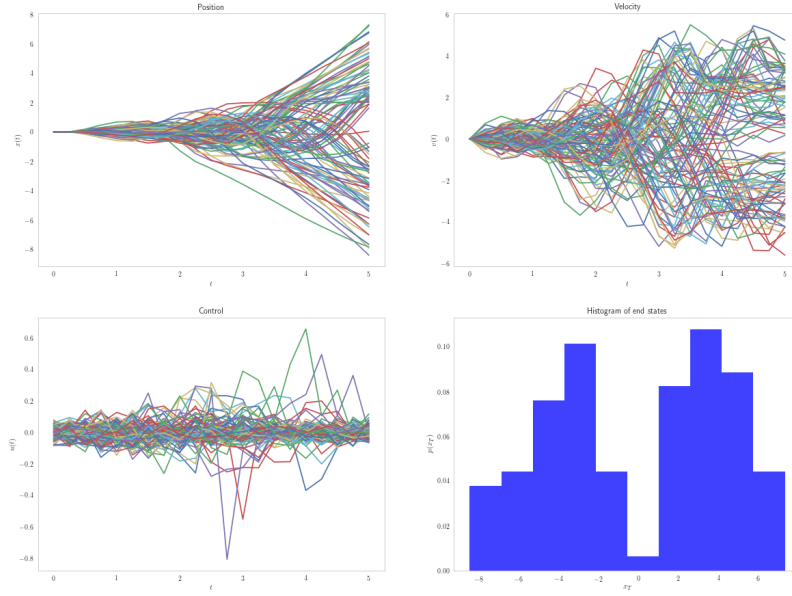 Position
x(t)
8
6
4
2
0
−2
−4
−6
−8
0 1 2 3 4 5
t
Velocity
v(t)
6
4
2
0
−2
−4
−6
0 1 2 3 4 5
t
Control
u(t)
0.6
0.4
0.2
0.0
−0.2
−0.4
−0.6
−0.8
0 1 2 3 4 5
t
Histogram of end states
p(x_T)
0.10
0.08
0.06
0.04
0.02
0.00
−8 −6 −4 −2 0 2 4 6
x_T